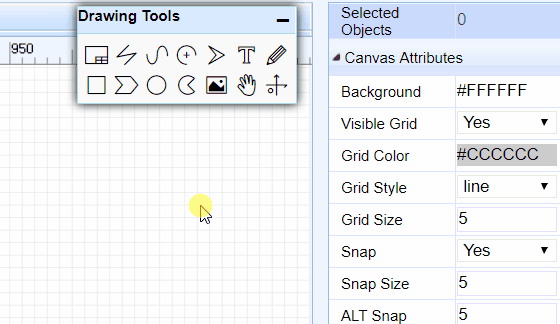 Drawing Tools
950
T
Selected Objects 0
Canvas Attributes
Background #FFFFFF
Visible Grid Yes
Grid Color #CCCCCC
Grid Style line
Grid Size 5
Snap Yes
Snap Size 5
ALT Snap 5